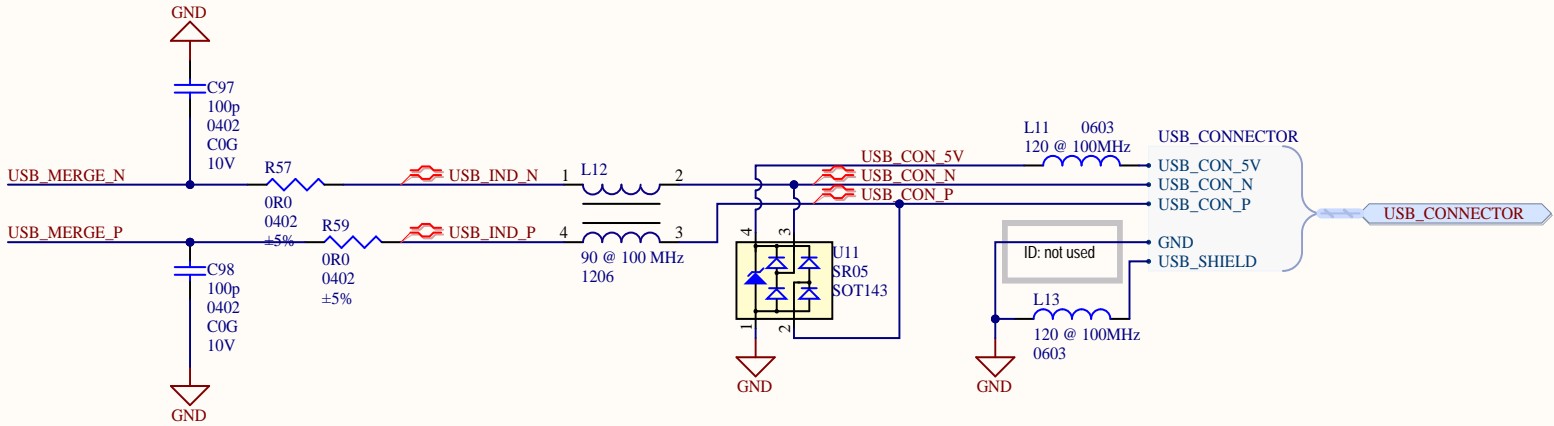 GND
C97
100p
0402
C0G
10V
USB_MERGE_N
R57
0R0
0402
±5%
USB_IND_N
1
L12
2
USB_MERGE_P
R59
0R0
0402
±5%
USB_IND_P
4
3
90 @ 100 MHz
1206
C98
100p
0402
C0G
10V
GND
USB_CON_5V
USB_CON_N
USB_CON_P
4
3
U11
SR05
SOT143
1
2
GND
L11
0603
120 @ 100MHz
USB_CONNECTOR
USB_CON_5V
USB_CON_N
USB_CON_P
GND
USB_SHIELD
ID: not used
L13
120 @ 100MHz
0603
GND
USB_CONNECTOR